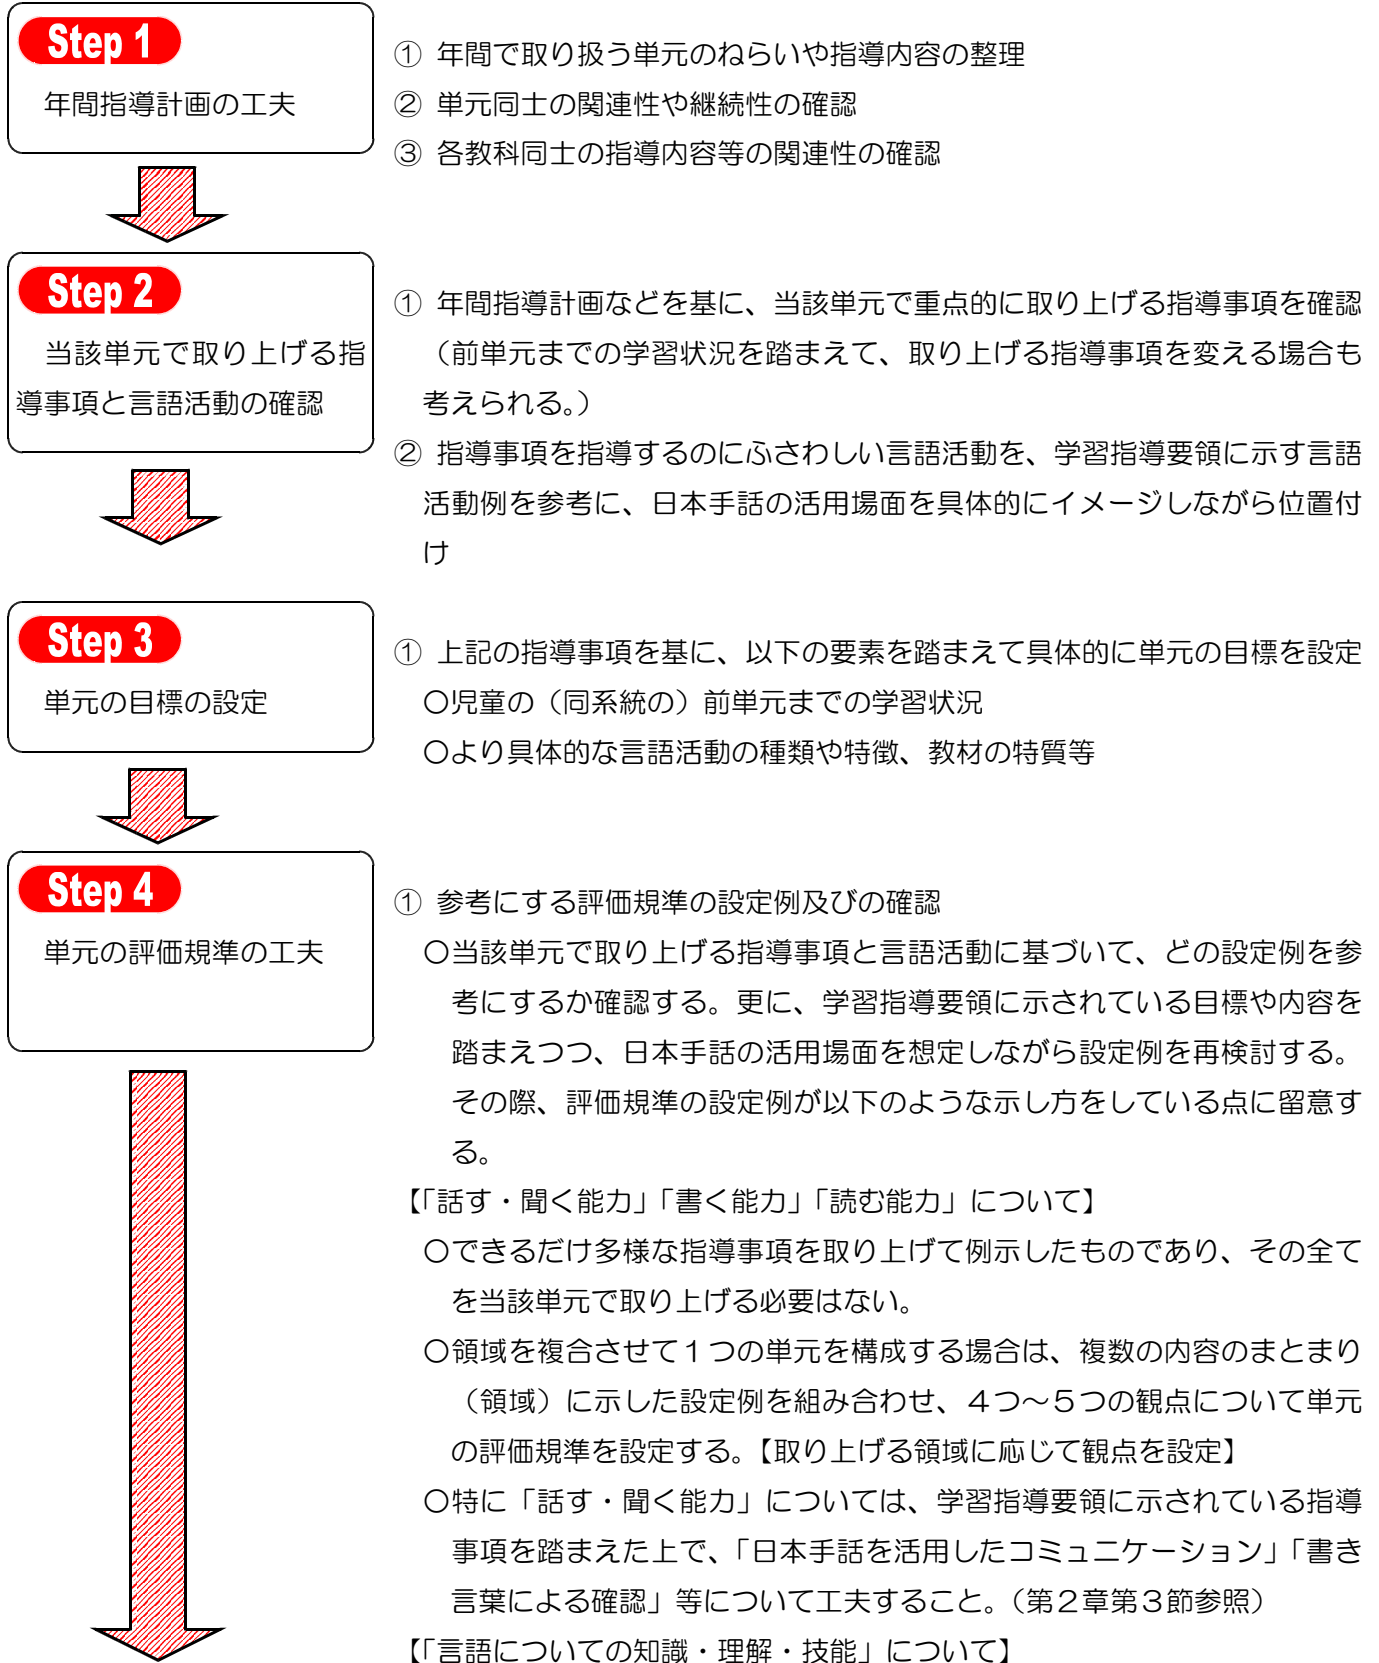 Step 1
年間指導計画の工夫
① 年間で取り扱う単元のねらいや指導内容の整理
② 単元同士の関連性や継続性の確認
③ 各教科同士の指導内容等の関連性の確認
Step 2
当該単元で取り上げる指
導事項と言語活動の確認
① 年間指導計画などを基に、当該単元で重点的に取り上げる指導事項を確認
（前単元までの学習状況を踏まえて、取り上げる指導事項を変える場合も
考えられる。）
② 指導事項を指導するのにふさわしい言語活動を、学習指導要領に示す言語
活動例を参考に、日本手話の活用場面を具体的にイメージしながら位置付
け
Step 3
単元の目標の設定
① 上記の指導事項を基に、以下の要素を踏まえて具体的に単元の目標を設定
○児童の（同系統の）前単元までの学習状況
○より具体的な言語活動の種類や特徴、教材の特質等
Step 4
単元の評価規準の工夫
① 参考にする評価規準の設定例及びの確認
○当該単元で取り上げる指導事項と言語活動に基づいて、どの設定例を参
考にするか確認する。更に、学習指導要領に示されている目標や内容を
踏まえつつ、日本手話の活用場面を想定しながら設定例を再検討する。
その際、評価規準の設定例が以下のような示し方をしている点に留意す
る。
【「話す・聞く能力」「書く能力」「読む能力」について】
○できるだけ多様な指導事項を取り上げて例示したものであり、その全て
を当該単元で取り上げる必要はない。
○領域を複合させて１つの単元を構成する場合は、複数の内容のまとまり
（領域）に示した設定例を組み合わせ、４つ～５つの観点について単元
の評価規準を設定する。【取り上げる領域に応じて観点を設定】
○特に「話す・聞く能力」については、学習指導要領に示されている指導
事項を踏まえた上で、「日本手話を活用したコミュニケーション」「書き
言葉による確認」等について工夫すること。（第２章第３節参照）
【「言語についての知識・理解・技能」について】